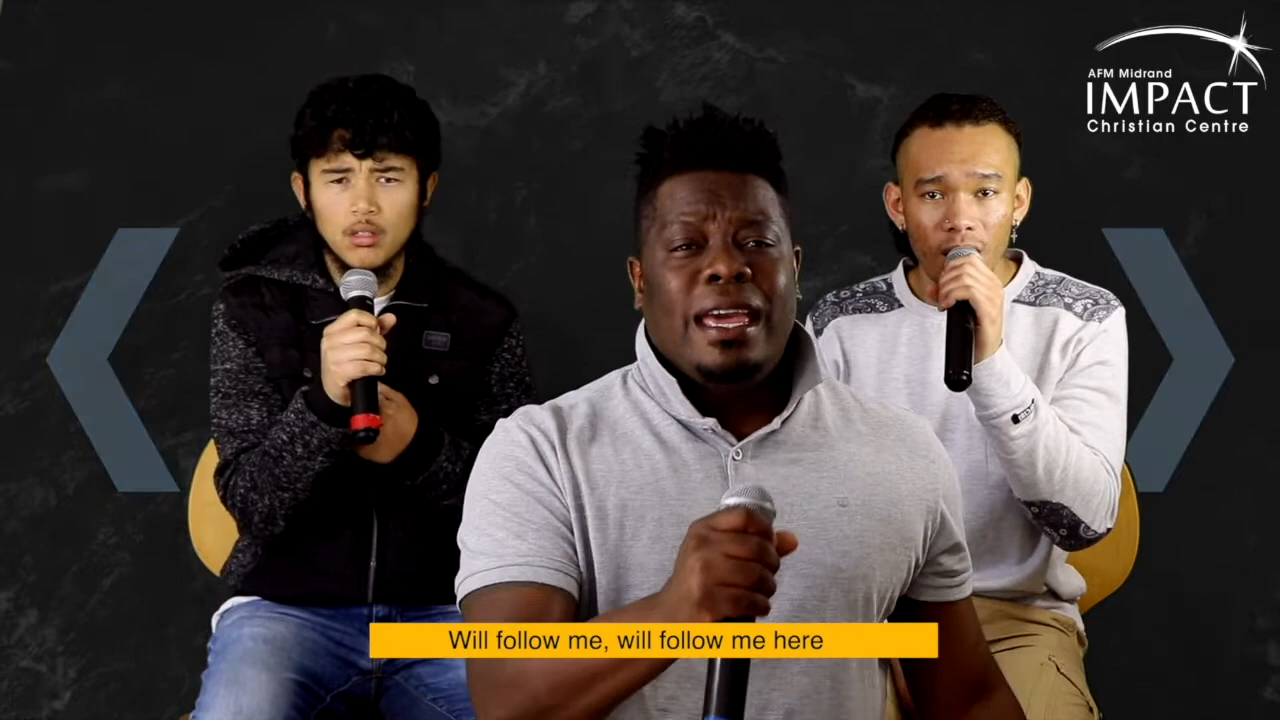 AFM Midrand
IMPACT
Christian Centre
Will follow me, will follow me here